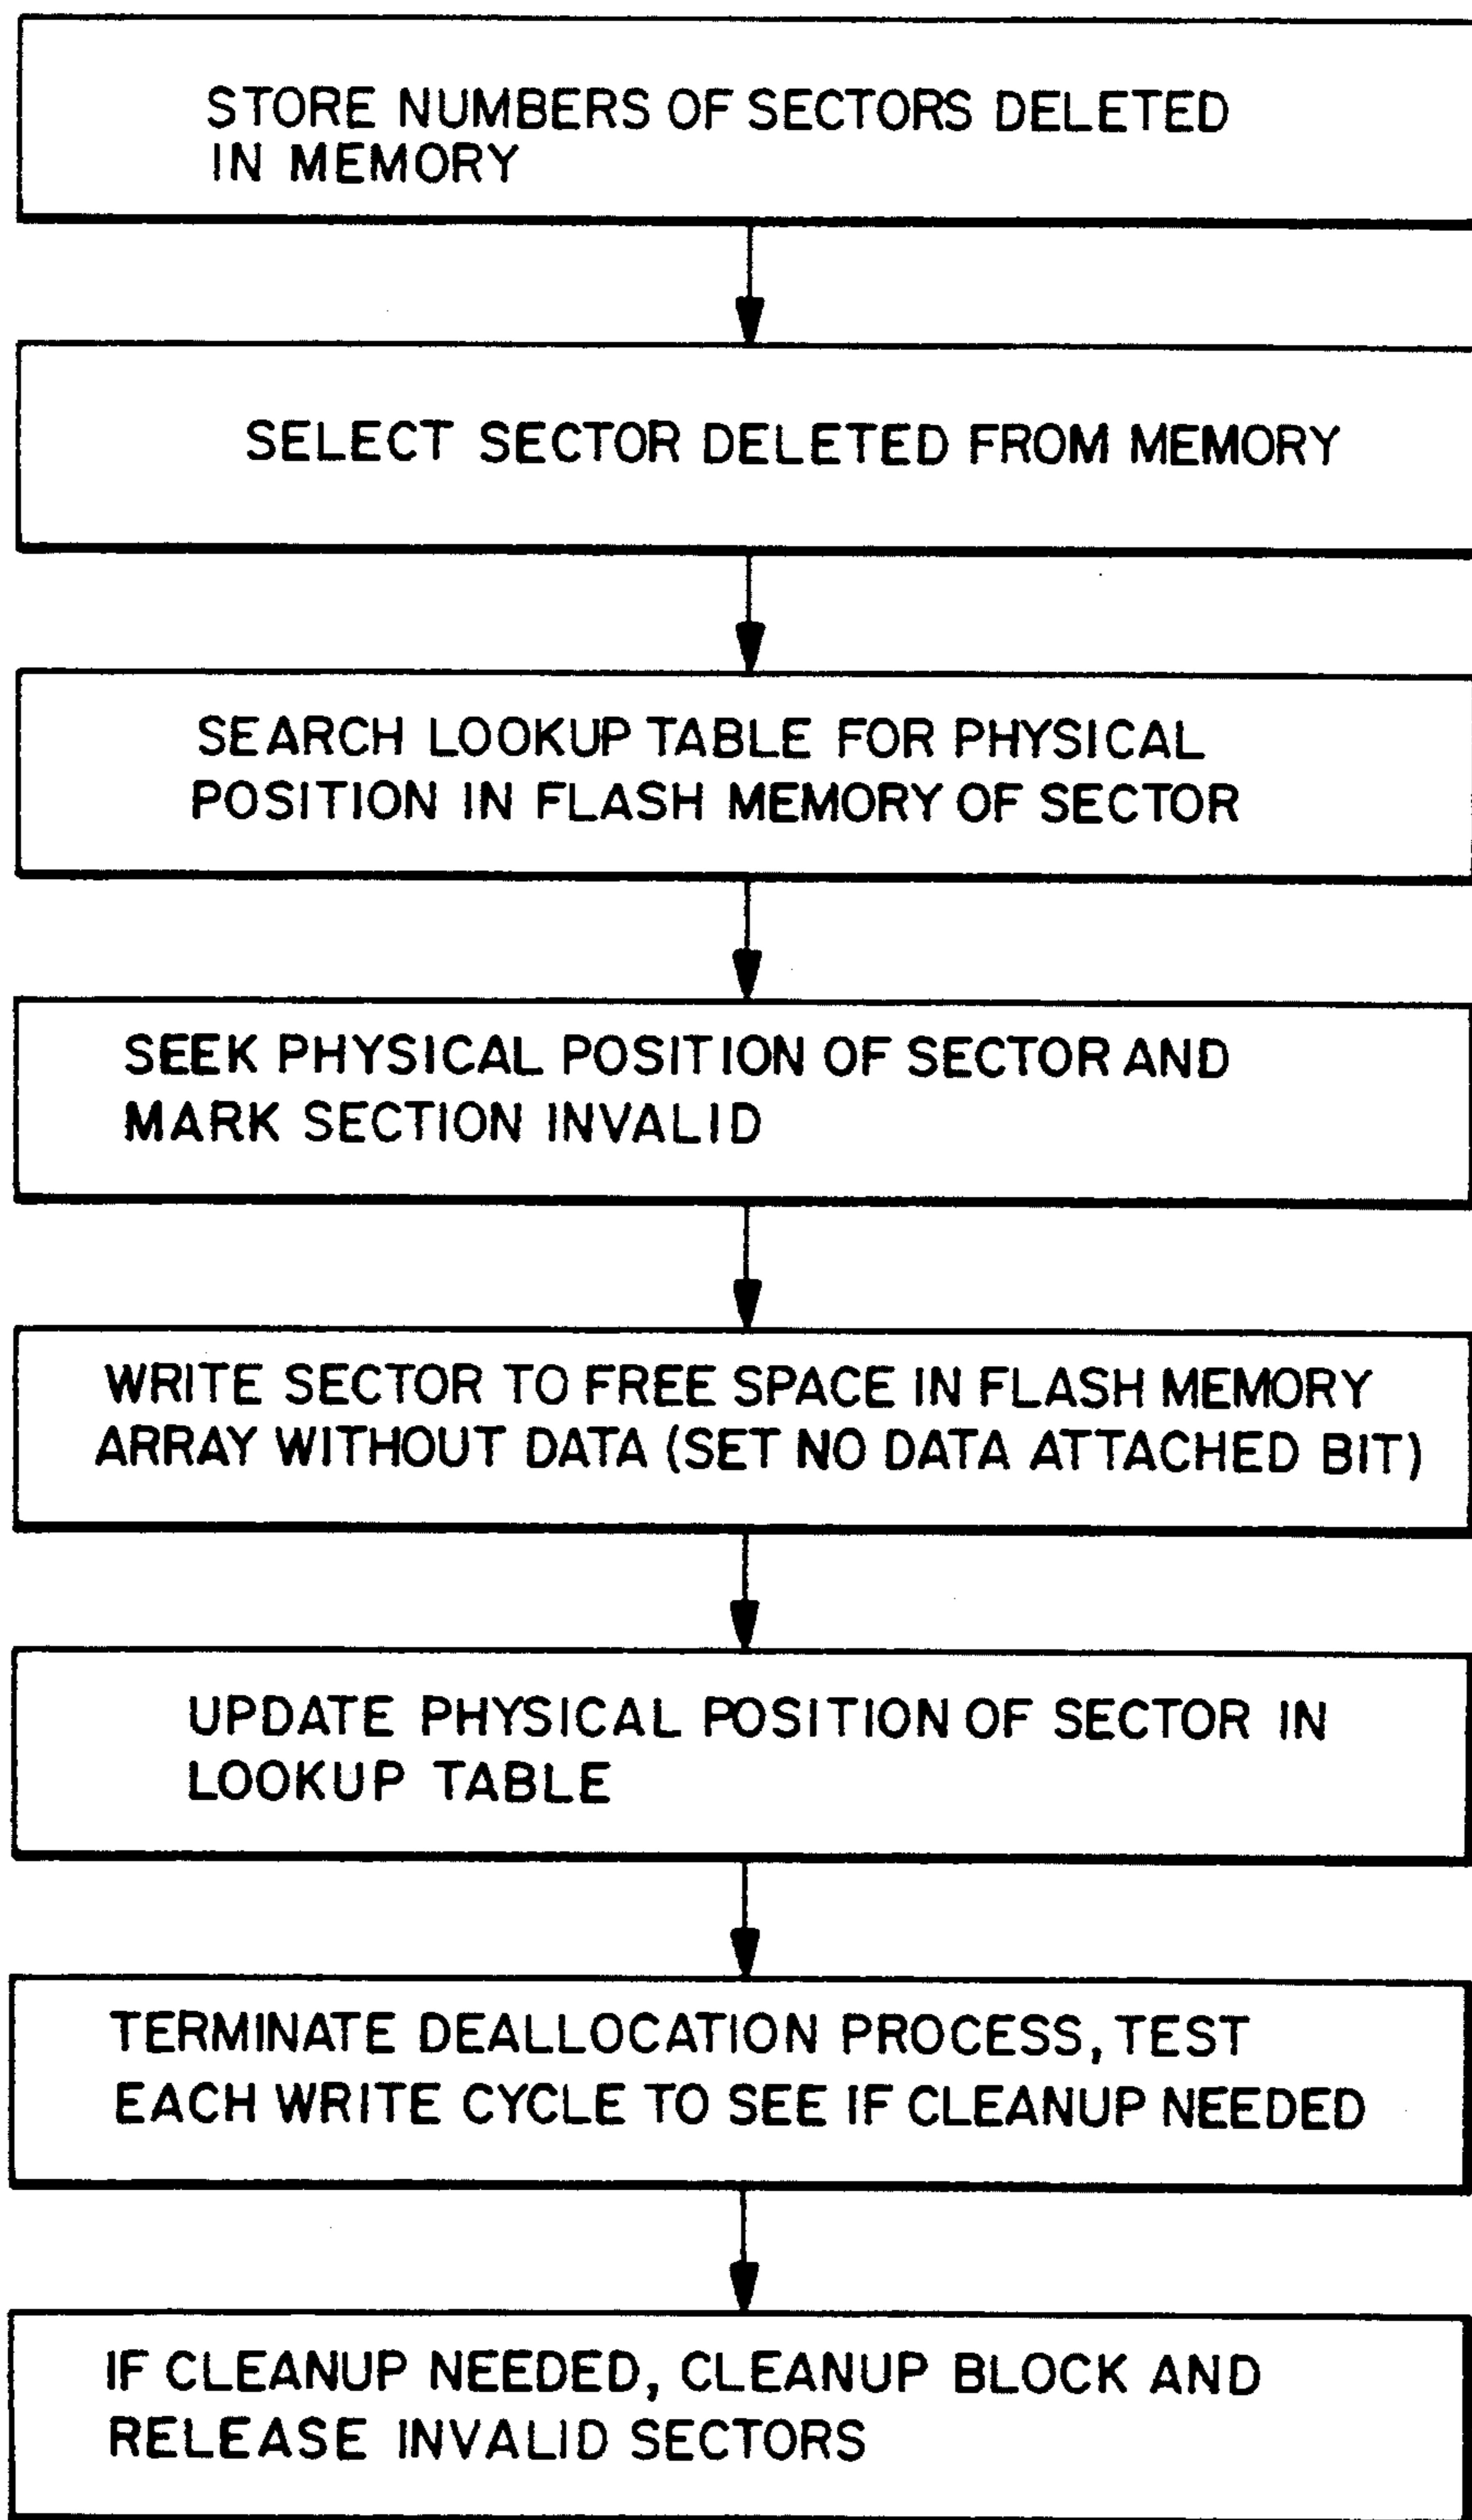 STORE NUMBERS OF SECTORS DELETED
IN MEMORY
SELECT SECTOR DELETED FROM MEMORY
SEARCH LOOKUP TABLE FOR PHYSICAL
POSITION IN FLASH MEMORY OF SECTOR
SEEK PHYSICAL POSITION OF SECTOR AND
MARK SECTION INVALID
WRITE SECTOR TO FREE SPACE IN FLASH MEMORY
ARRAY WITHOUT DATA (SET NO DATA ATTACHED BIT)
UPDATE PHYSICAL POSITION OF SECTOR IN
LOOKUP TABLE
TERMINATE DEALLOCATION PROCESS, TEST
EACH WRITE CYCLE TO SEE IF CLEANUP NEEDED
IF CLEANUP NEEDED, CLEANUP BLOCK AND
RELEASE INVALID SECTORS